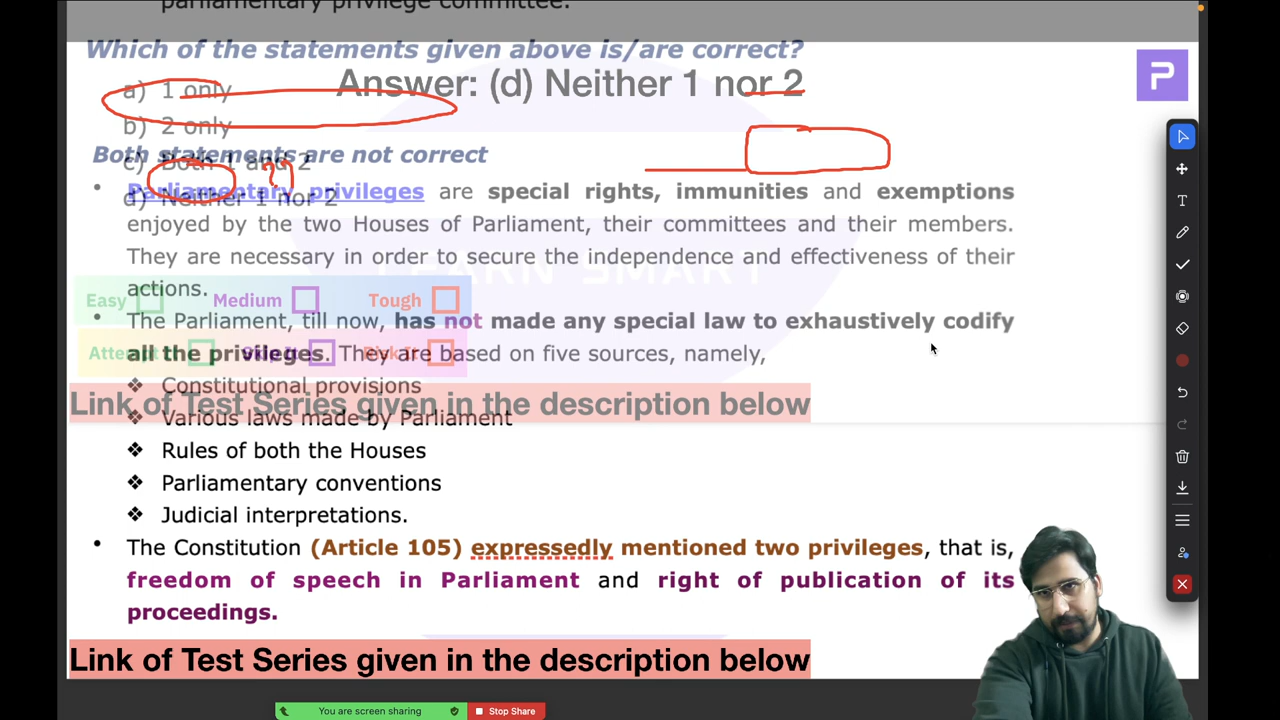 parliamentary privilege committee.
Which of the statements given above is/are correct?
Answer: (d) Neither 1 nor 2
a) 1 only
b) 2 only
Both statements are not correct
c) Both 1 and 2
??
• Parliamentary privileges are special rights, immunities and exemptions
d) Neither 1 nor 2
enjoyed by the two Houses of Parliament, their committees and their members.
They are necessary in order to secure the independence and effectiveness of their
LEARN SMART
actions.
Easy Medium Tough
• The Parliament, till now, has not made any special law to exhaustively codify
all the privileges. They are based on five sources, namely,
Attempt Skip It Risk It
❖ Constitutional provisions
Link of Test Series given in the description below
❖ Various laws made by Parliament
❖ Rules of both the Houses
❖ Parliamentary conventions
❖ Judicial interpretations.
• The Constitution (Article 105) expressedly mentioned two privileges, that is,
freedom of speech in Parliament and right of publication of its
proceedings.
Link of Test Series given in the description below
P
T
You are screen sharing
Stop Share